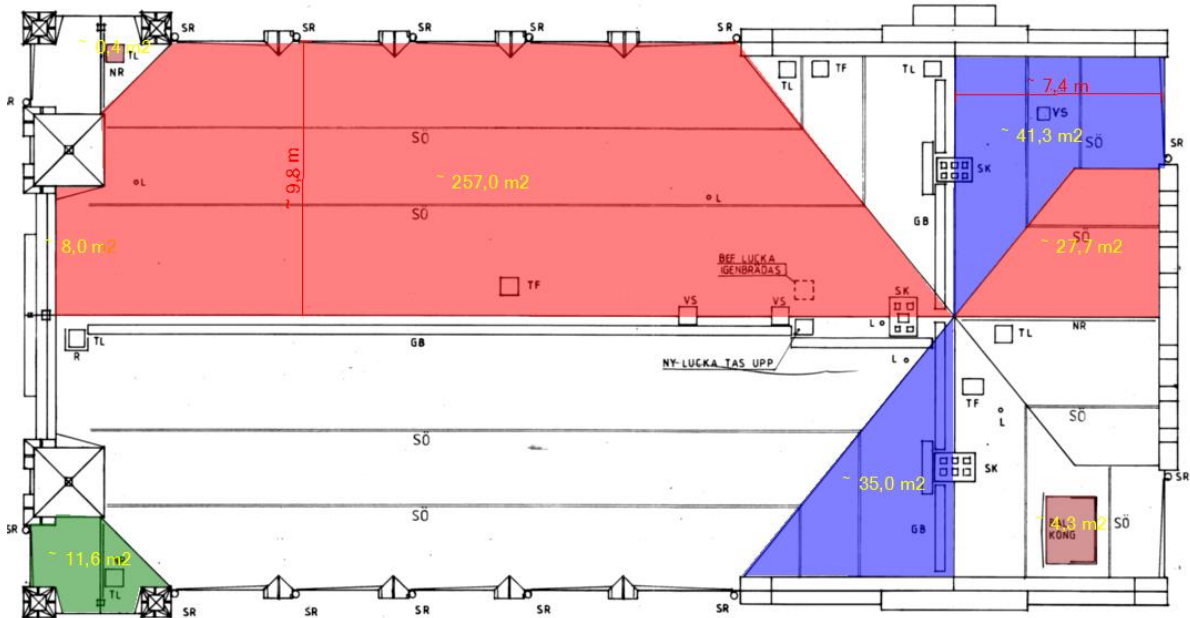 SR
SR
SR
SR
SR
~ 0,4 m2
TL
NR
TL
TF
TL
~ 7,4 m
VS
R
~ 41,3 m2
SÖ
SÖ
SR
~ 9,8 m
~ 257,0 m2
SK
L
L
SÖ
GB
SÖ
~ 8,0 m2
~ 27,7 m2
BEF LUCKA
IGENBRÄDAS
TF
SK
VS
VS
L
NR
TL
R
GB
TL
L
NY LUCKA TAS UPP
TF
L
SÖ
SÖ
SK
SR
~ 35,0 m2
SÖ
~ 4,3 m2
SÖ
KONG
SR
GB
~ 11,6 m2
TL
SR
SR
SR
SR
SR